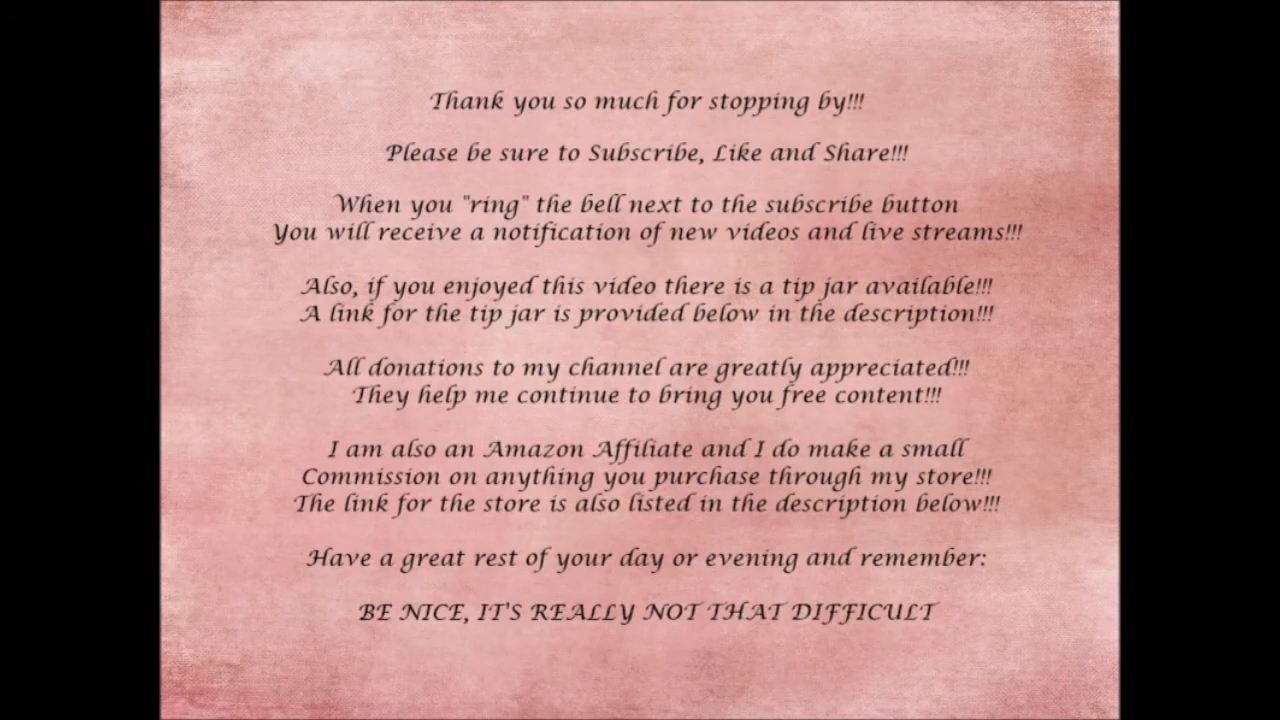 Thank you so much for stopping by!!!
Please be sure to Subscribe, Like and Share!!!
When you "ring" the bell next to the subscribe button
You will receive a notification of new videos and live streams!!!
Also, if you enjoyed this video there is a tip jar available!!!
A link for the tip jar is provided below in the description!!!
All donations to my channel are greatly appreciated!!!
They help me continue to bring you free content!!!
I am also an Amazon Affiliate and I do make a small
Commission on anything you purchase through my store!!!
The link for the store is also listed in the description below!!!
Have a great rest of your day or evening and remember:
BE NICE, IT'S REALLY NOT THAT DIFFICULT